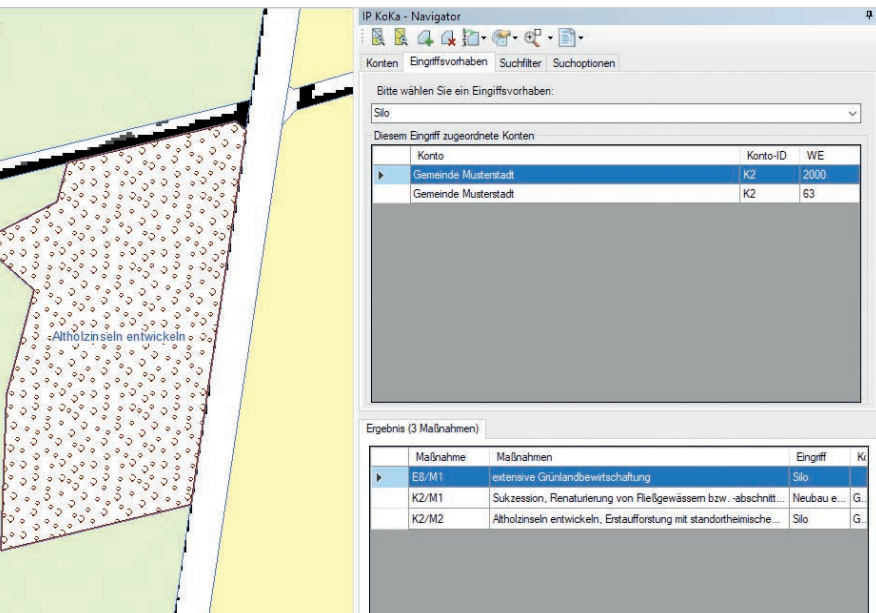 IP KoKa - Navigator
Konten Eingriffsvorhaben Suchfilter Suchoptionen
Bitte wählen Sie ein Eingiffsvorhaben:
Silo
Diesem Eingriff zugeordnete Konten
Konto Konto-ID WE
Gemeinde Musterstadt K2 2000
Gemeinde Musterstadt K2 63
Altholzinseln entwickeln
Ergebnis (3 Maßnahmen)
Maßnahme Maßnahmen Eingriff Kc
E8/M1 extensive Grünlandbewirtschaftung Silo
K2/M1 Sukzession, Renaturierung von Fließgewässern bzw. -abschnitt... Neubau e... G..
K2/M2 Altholzinseln entwickeln, Erstaufforstung mit standortheimische... Silo G..